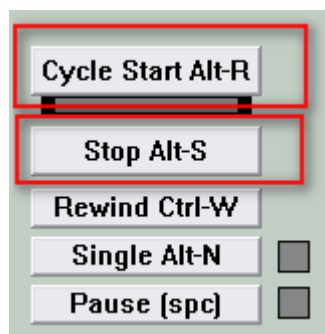 Cycle Start Alt-R
Stop Alt-S
Rewind Ctrl-W
Single Alt-N
Pause (spc)